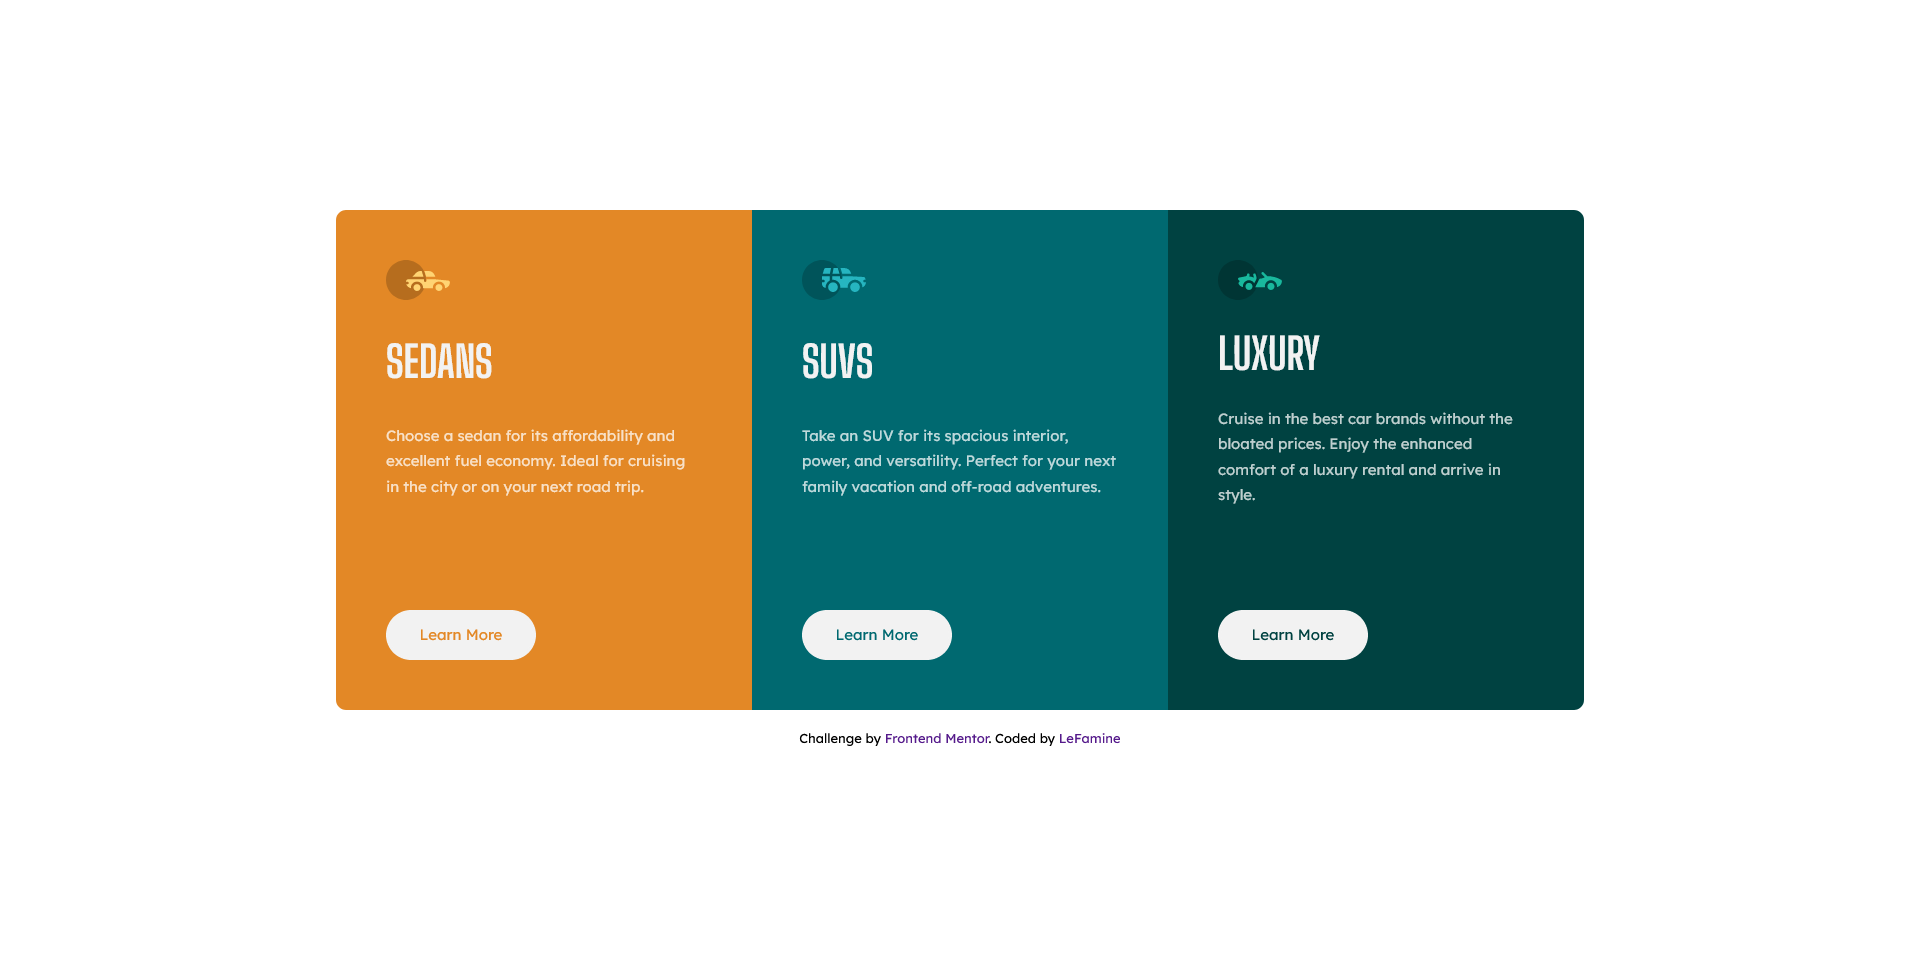 SEDANS
Choose a sedan for its affordability and
excellent fuel economy. Ideal for cruising
in the city or on your next road trip.
Learn More
SUVS
Take an SUV for its spacious interior,
power, and versatility. Perfect for your next
family vacation and off-road adventures.
Learn More
LUXURY
Cruise in the best car brands without the
bloated prices. Enjoy the enhanced
comfort of a luxury rental and arrive in
style.
Learn More
Challenge by Frontend Mentor. Coded by LeFamine